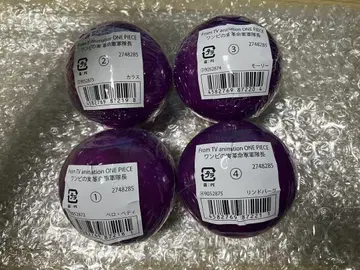 From TV animation ONE PIECE
ワンピの実 革命軍隊長
②
2748285
カラス
From TV animation ONE PIECE
ワンピの実 革命軍隊長
③
2748285
モーリー
From TV animation ONE PIECE
ワンピの実 革命軍隊長
①
2748285
ベロ・ベティ
From TV animation ONE PIECE
ワンピの実 革命軍隊長
④
2748285
リンドバーグ